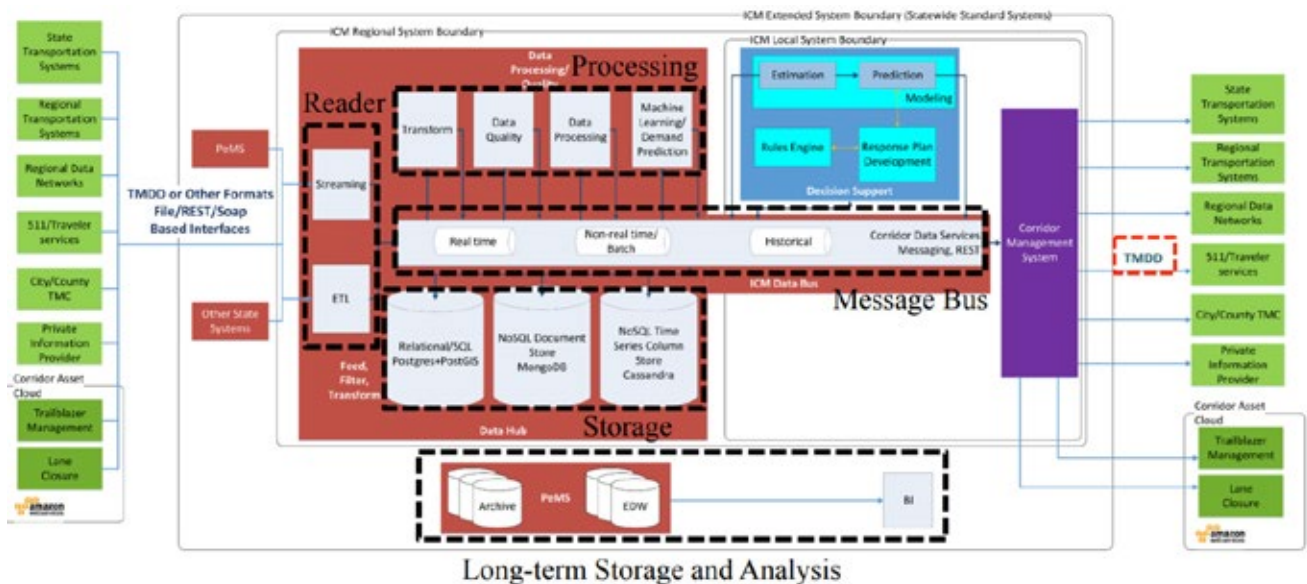 ICM Extended System Boundary (Statewide Standard Systems)
ICM Regional System Boundary
ICM Local System Boundary
State
Transportation
Systems
Regional
Transportation
Systems
Regional Data
Networks
511/Traveler
services
City/County
TMC
Private
Information
Provider
Corridor Asset
Cloud
Trailblazer
Management
Lane
Closure
amazon
webservices
TMDD or Other Formats
File/REST/Soap
Based Interfaces
PeMS
Other State
Systems
Reader
Streaming
ETL
Feed,
Filter,
Transform
Data
Processing/
Quality
Processing
Transform
Data
Quality
Data
Processing
Machine
Learning/
Demand
Prediction
Real time
Non-real time/
Batch
Historical
Corridor Data Services
Messaging, REST
ICM Data Bus
Message Bus
Relational/SQL
Postgres+PostGIS
NoSQL Document
Store
MongoDB
NoSQL Time
Series Column
Store
Cassandra
Data Hub
Storage
Estimation
Prediction
Modeling
Rules Engine
Response Plan
Development
Decision Support
Corridor
Management
System
TMDD
State
Transportation
Systems
Regional
Transportation
Systems
Regional Data
Networks
511/Traveler
services
City/County TMC
Private
Information
Provider
Corridor Asset
Cloud
Trailblazer
Management
Lane
Closure
amazon
webservices
Archive
PeMS
EDW
BI
Long-term Storage and Analysis